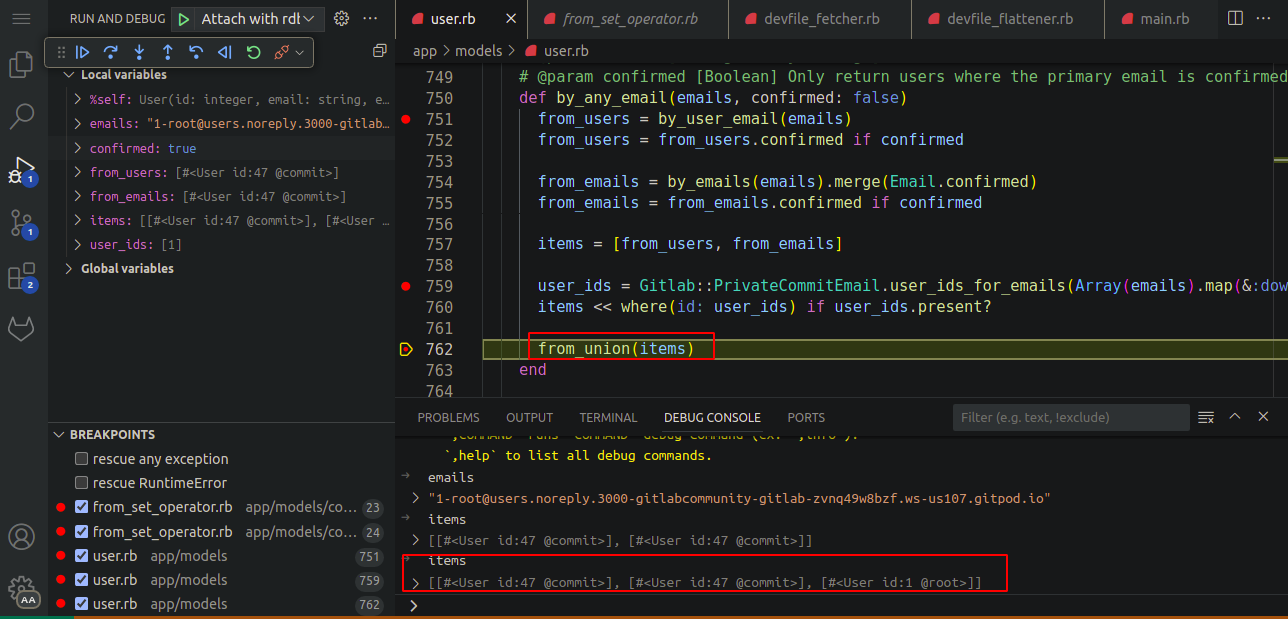 RUN AND DEBUG
Attach with rdb
user.rb
from_set_operator.rb
devfile_fetcher.rb
devfile_flattener.rb
main.rb
app > models > user.rb
Local variables
%self: User(id: integer, email: string, e…
emails: "1-root@users.noreply.3000-gitlab…
confirmed: true
from_users: [#<User id:47 @commit>]
from_emails: [#<User id:47 @commit>]
items: [[#<User id:47 @commit>], [#<User …
user_ids: [1]
Global variables
1
1
2
AA
749 # @param confirmed [Boolean] Only return users where the primary email is confirmed
750 def by_any_email(emails, confirmed: false)
751 from_users = by_user_email(emails)
752 from_users = from_users.confirmed if confirmed
753
754 from_emails = by_emails(emails).merge(Email.confirmed)
755 from_emails = from_emails.confirmed if confirmed
756
757 items = [from_users, from_emails]
758
759 user_ids = Gitlab::PrivateCommitEmail.user_ids_for_emails(Array(emails).map(&:dow
760 items << where(id: user_ids) if user_ids.present?
761
762 from_union(items)
763 end
764
BREAKPOINTS
rescue any exception
rescue RuntimeError
from_set_operator.rb app/models/co… 23
from_set_operator.rb app/models/co… 24
user.rb app/models 751
user.rb app/models 759
user.rb app/models 762
PROBLEMS
OUTPUT
TERMINAL
DEBUG CONSOLE
PORTS
Filter (e.g. text, !exclude)
`,help` to list all debug commands.
emails
"1-root@users.noreply.3000-gitlabcommunity-gitlab-zvnq49w8bzf.ws-us107.gitpod.io"
items
[[#<User id:47 @commit>], [#<User id:47 @commit>]]
items
[[#<User id:47 @commit>], [#<User id:47 @commit>], [#<User id:1 @root>]]